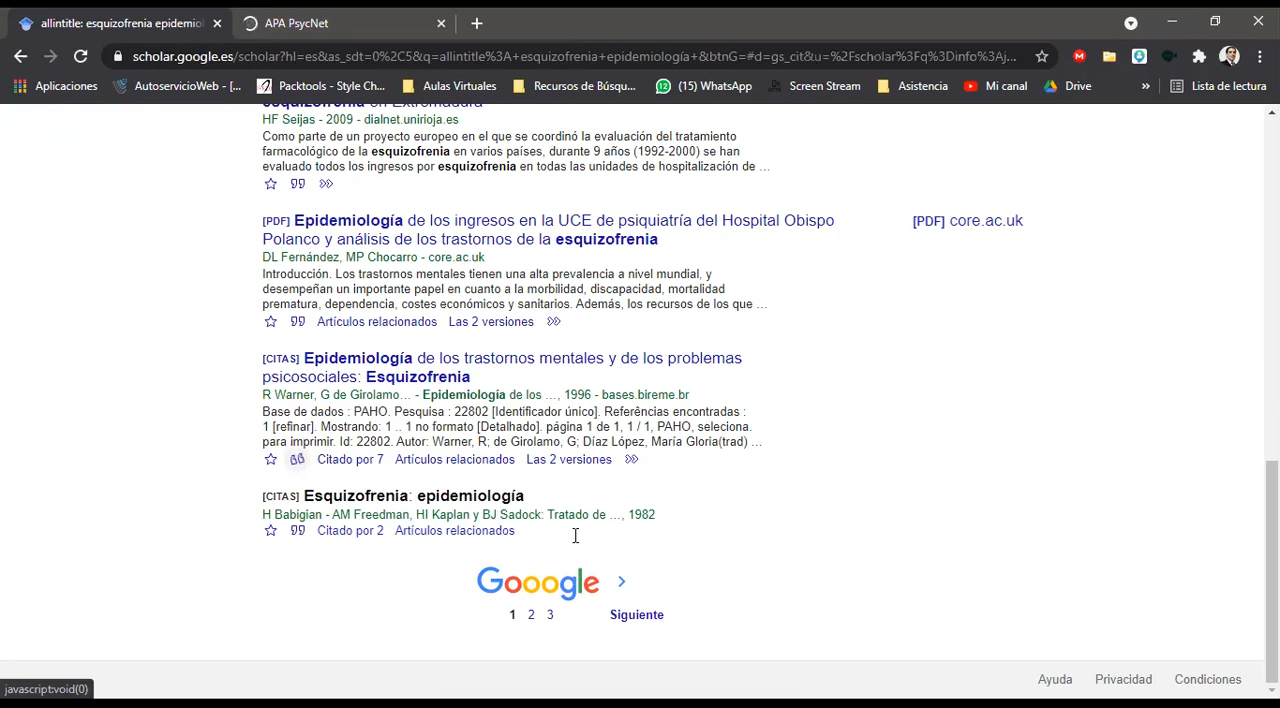 allintitle: esquizofrenia epidemiol
APA PsycNet
scholar.google.es/scholar?hl=es&as_sdt=0%2C5&q=allintitle%3A+esquizofrenia+epidemiología+&btnG=#d=gs_cit&u=%2Fscholar%3Fq%3Dinfo%3Aj...
Aplicaciones
AutoservicioWeb - [...
Packtools - Style Ch...
Aulas Virtuales
Recursos de Búsqu...
(15) WhatsApp
Screen Stream
Asistencia
Mi canal
Drive
»
Lista de lectura
esquizofrenia en Extremadura
HF Seijas - 2009 - dialnet.unirioja.es
Como parte de un proyecto europeo en el que se coordinó la evaluación del tratamiento
farmacológico de la esquizofrenia en varios países, durante 9 años (1992-2000) se han
evaluado todos los ingresos por esquizofrenia en todas las unidades de hospitalización de ...
[PDF] Epidemiología de los ingresos en la UCE de psiquiatría del Hospital Obispo
Polanco y análisis de los trastornos de la esquizofrenia
[PDF] core.ac.uk
DL Fernández, MP Chocarro - core.ac.uk
Introducción. Los trastornos mentales tienen una alta prevalencia a nivel mundial, y
desempeñan un importante papel en cuanto a la morbilidad, discapacidad, mortalidad
prematura, dependencia, costes económicos y sanitarios. Además, los recursos de los que ...
Artículos relacionados Las 2 versiones
[CITAS] Epidemiología de los trastornos mentales y de los problemas
psicosociales: Esquizofrenia
R Warner, G de Girolamo... - Epidemiología de los ..., 1996 - bases.bireme.br
Base de dados : PAHO. Pesquisa : 22802 [Identificador único]. Referências encontradas :
1 [refinar]. Mostrando: 1 .. 1 no formato [Detalhado]. página 1 de 1, 1 / 1, PAHO, seleciona.
para imprimir. Id: 22802. Autor: Warner, R; de Girolamo, G; Díaz López, María Gloria(trad) ...
Citado por 7 Artículos relacionados Las 2 versiones
[CITAS] Esquizofrenia: epidemiología
H Babigian - AM Freedman, HI Kaplan y BJ Sadock: Tratado de ..., 1982
Citado por 2 Artículos relacionados
Gooogle
1 2 3 Siguiente
Ayuda Privacidad Condiciones
javascript:void(0)